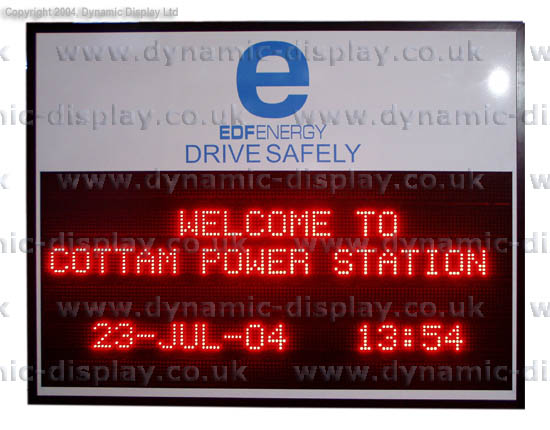 Copyright 2004, Dynamic Display Ltd
www.dynamic-display.co.uk
e
EDFENERGY
DRIVE SAFELY
WELCOME TO
COTTAM POWER STATION
23-JUL-04 13:54